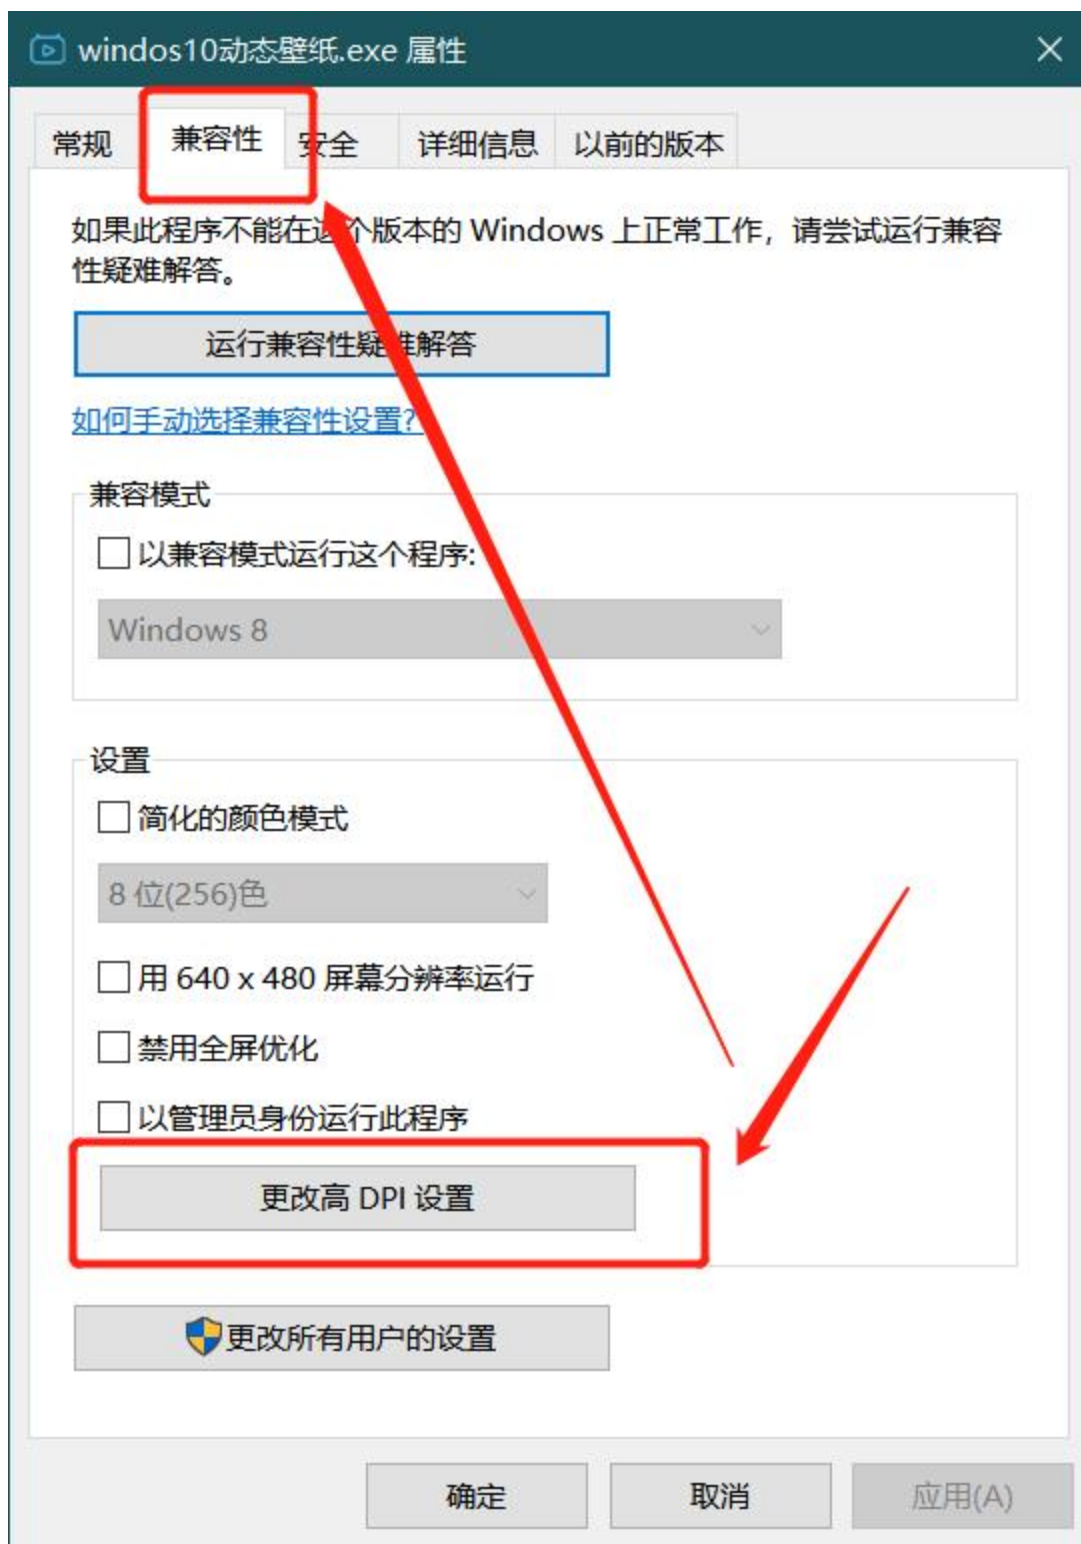 windos10动态壁纸.exe 属性
常规 兼容性 安全 详细信息 以前的版本
如果此程序不能在这个版本的 Windows 上正常工作，请尝试运行兼容
性疑难解答。
运行兼容性疑难解答
如何手动选择兼容性设置?
兼容模式
以兼容模式运行这个程序:
Windows 8
设置
简化的颜色模式
8 位(256)色
用 640 x 480 屏幕分辨率运行
禁用全屏优化
以管理员身份运行此程序
更改高 DPI 设置
更改所有用户的设置
确定 取消 应用(A)